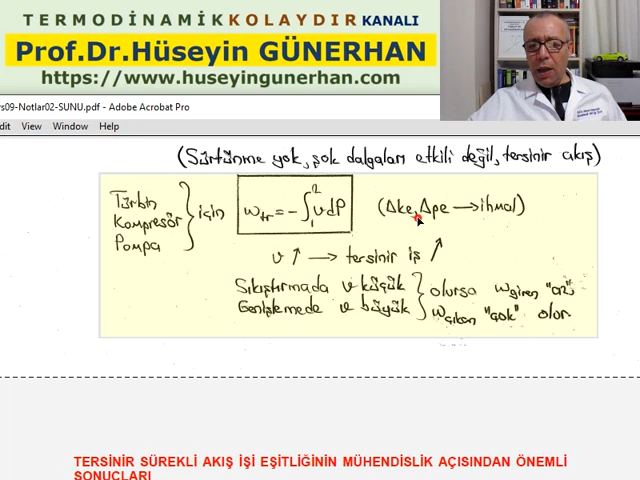 TERMODİNAMİKKOLAYDIR KANALI
Prof.Dr.Hüseyin GÜNERHAN
https://www.huseyingunerhan.com
rs09-Notlar02-SUNU.pdf - Adobe Acrobat Pro
dit View Window Help
(Sürtünme yok, şok dalgaları etkili değil, tersinir akış)
Türbin
Kompresör
Pompa
} için
w_tr = -∫₁² v dP
(Δke, Δpe → ihmal)
v ↑ → tersinir iş ↑
Sıkıştırmada v küçük
Genişlemede v büyük
} olursa w_giren "az",
w_çıkan "çok" olur.
TERSİNİR SÜREKLİ AKIŞ İŞİ EŞİTLİĞİNİN MÜHENDİSLİK AÇISINDAN ÖNEMLİ
SONUÇLARI